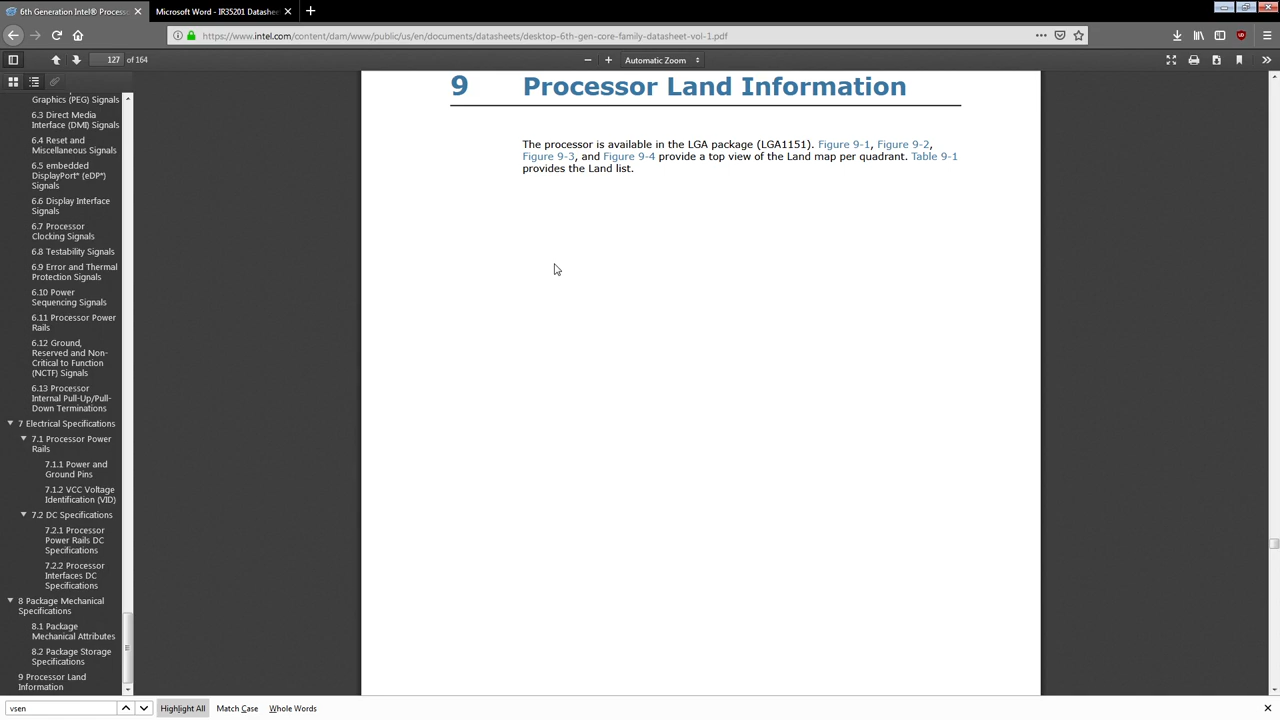 6th Generation Intel® Process
Microsoft Word - IR35201 Datashee
https://www.intel.com/content/dam/www/public/us/en/documents/datasheets/desktop-6th-gen-core-family-datasheet-vol-1.pdf
127 of 164
Automatic Zoom
Graphics (PEG) Signals
6.3 Direct Media
Interface (DMI) Signals
6.4 Reset and
Miscellaneous Signals
6.5 embedded
DisplayPort* (eDP*)
Signals
6.6 Display Interface
Signals
6.7 Processor
Clocking Signals
6.8 Testability Signals
6.9 Error and Thermal
Protection Signals
6.10 Power
Sequencing Signals
6.11 Processor Power
Rails
6.12 Ground,
Reserved and Non-
Critical to Function
(NCTF) Signals
6.13 Processor
Internal Pull-Up/Pull-
Down Terminations
7 Electrical Specifications
7.1 Processor Power
Rails
7.1.1 Power and
Ground Pins
7.1.2 VCC Voltage
Identification (VID)
7.2 DC Specifications
7.2.1 Processor
Power Rails DC
Specifications
7.2.2 Processor
Interfaces DC
Specifications
8 Package Mechanical
Specifications
8.1 Package
Mechanical Attributes
8.2 Package Storage
Specifications
9 Processor Land
Information
9 Processor Land Information
The processor is available in the LGA package (LGA1151). Figure 9-1, Figure 9-2,
Figure 9-3, and Figure 9-4 provide a top view of the Land map per quadrant. Table 9-1
provides the Land list.
vsen
Highlight All
Match Case
Whole Words